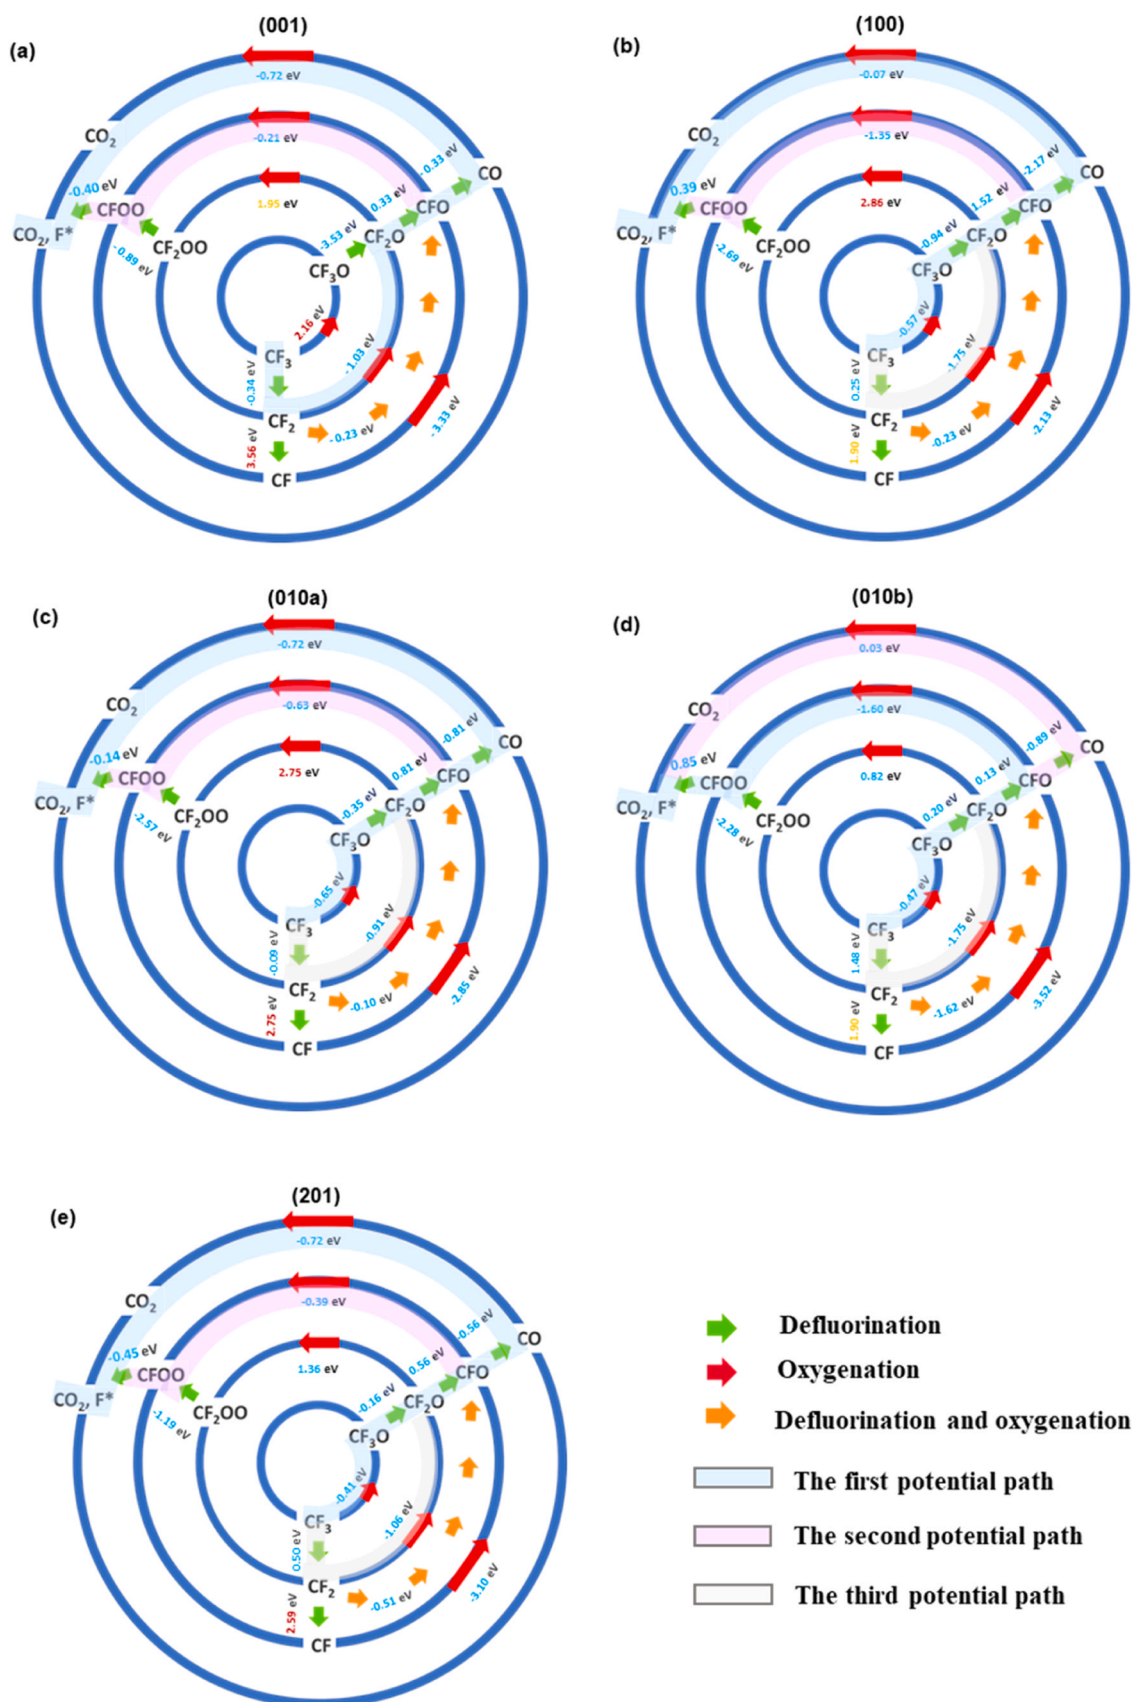 (001)
(a)
-0.72 eV
CO₂
-0.21 eV
-0.33 eV
CO
-0.40 eV
1.95 eV
0.33 eV
CFOO
CFO
CO₂, F*
-3.53 eV
CF₂O
-0.89 eV
CF₂OO
CF₃O
2.16 eV
CF₃
-1.03 eV
-0.34 eV
CF₂
-0.23 eV
-3.33 eV
3.56 eV
CF
(100)
(b)
-0.07 eV
CO₂
-1.35 eV
-2.17 eV
CO
0.39 eV
2.86 eV
1.52 eV
CFOO
CFO
CO₂, F*
-0.94 eV
CF₂O
-2.69 eV
CF₂OO
CF₃O
-0.57 eV
CF₃
-1.75 eV
0.25 eV
CF₂
-0.23 eV
-2.13 eV
1.90 eV
CF
(010a)
(c)
-0.72 eV
CO₂
-0.63 eV
-0.81 eV
CO
-0.14 eV
2.75 eV
0.81 eV
CFOO
CFO
CO₂, F*
-0.35 eV
CF₂O
-2.57 eV
CF₂OO
CF₃O
-0.65 eV
CF₃
-0.91 eV
-0.09 eV
CF₂
-0.10 eV
-2.85 eV
2.75 eV
CF
(010b)
(d)
0.03 eV
CO₂
-1.60 eV
-0.89 eV
CO
0.85 eV
0.82 eV
0.13 eV
CFOO
CFO
CO₂, F*
0.20 eV
CF₂O
-2.28 eV
CF₂OO
CF₃O
-0.47 eV
CF₃
-1.75 eV
1.48 eV
CF₂
-1.62 eV
-3.52 eV
1.90 eV
CF
(201)
(e)
-0.72 eV
CO₂
-0.39 eV
-0.56 eV
CO
-0.45 eV
1.36 eV
0.56 eV
CFOO
CFO
CO₂, F*
-0.16 eV
CF₂O
-1.19 eV
CF₂OO
CF₃O
-0.41 eV
CF₃
-1.06 eV
0.50 eV
CF₂
-0.51 eV
-3.10 eV
2.59 eV
CF
Defluorination
Oxygenation
Defluorination and oxygenation
The first potential path
The second potential path
The third potential path